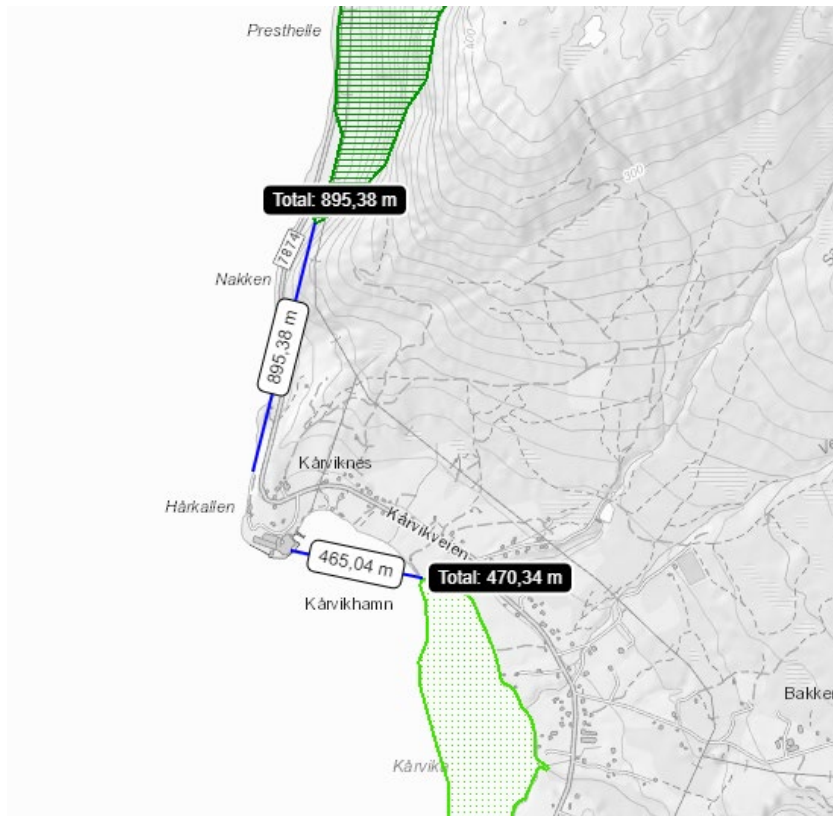 Presthelle
400
300
Total: 895,38 m
7874
Nakken
895,38 m
Kårviknes
Hårkallen
Kårvikveien
465,04 m
Total: 470,34 m
Kårvikhamn
Bakken
Kårvika